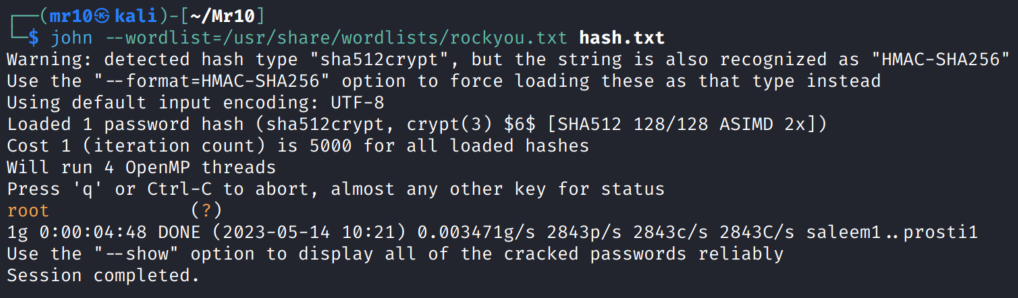 ┌──(mr10㉿kali)-[~/Mr10]
└─$ john --wordlist=/usr/share/wordlists/rockyou.txt hash.txt
Warning: detected hash type "sha512crypt", but the string is also recognized as "HMAC-SHA256"
Use the "--format=HMAC-SHA256" option to force loading these as that type instead
Using default input encoding: UTF-8
Loaded 1 password hash (sha512crypt, crypt(3) $6$ [SHA512 128/128 ASIMD 2x])
Cost 1 (iteration count) is 5000 for all loaded hashes
Will run 4 OpenMP threads
Press 'q' or Ctrl-C to abort, almost any other key for status
root             (?)
1g 0:00:04:48 DONE (2023-05-14 10:21) 0.003471g/s 2843p/s 2843c/s 2843C/s saleem1..prosti1
Use the "--show" option to display all of the cracked passwords reliably
Session completed.